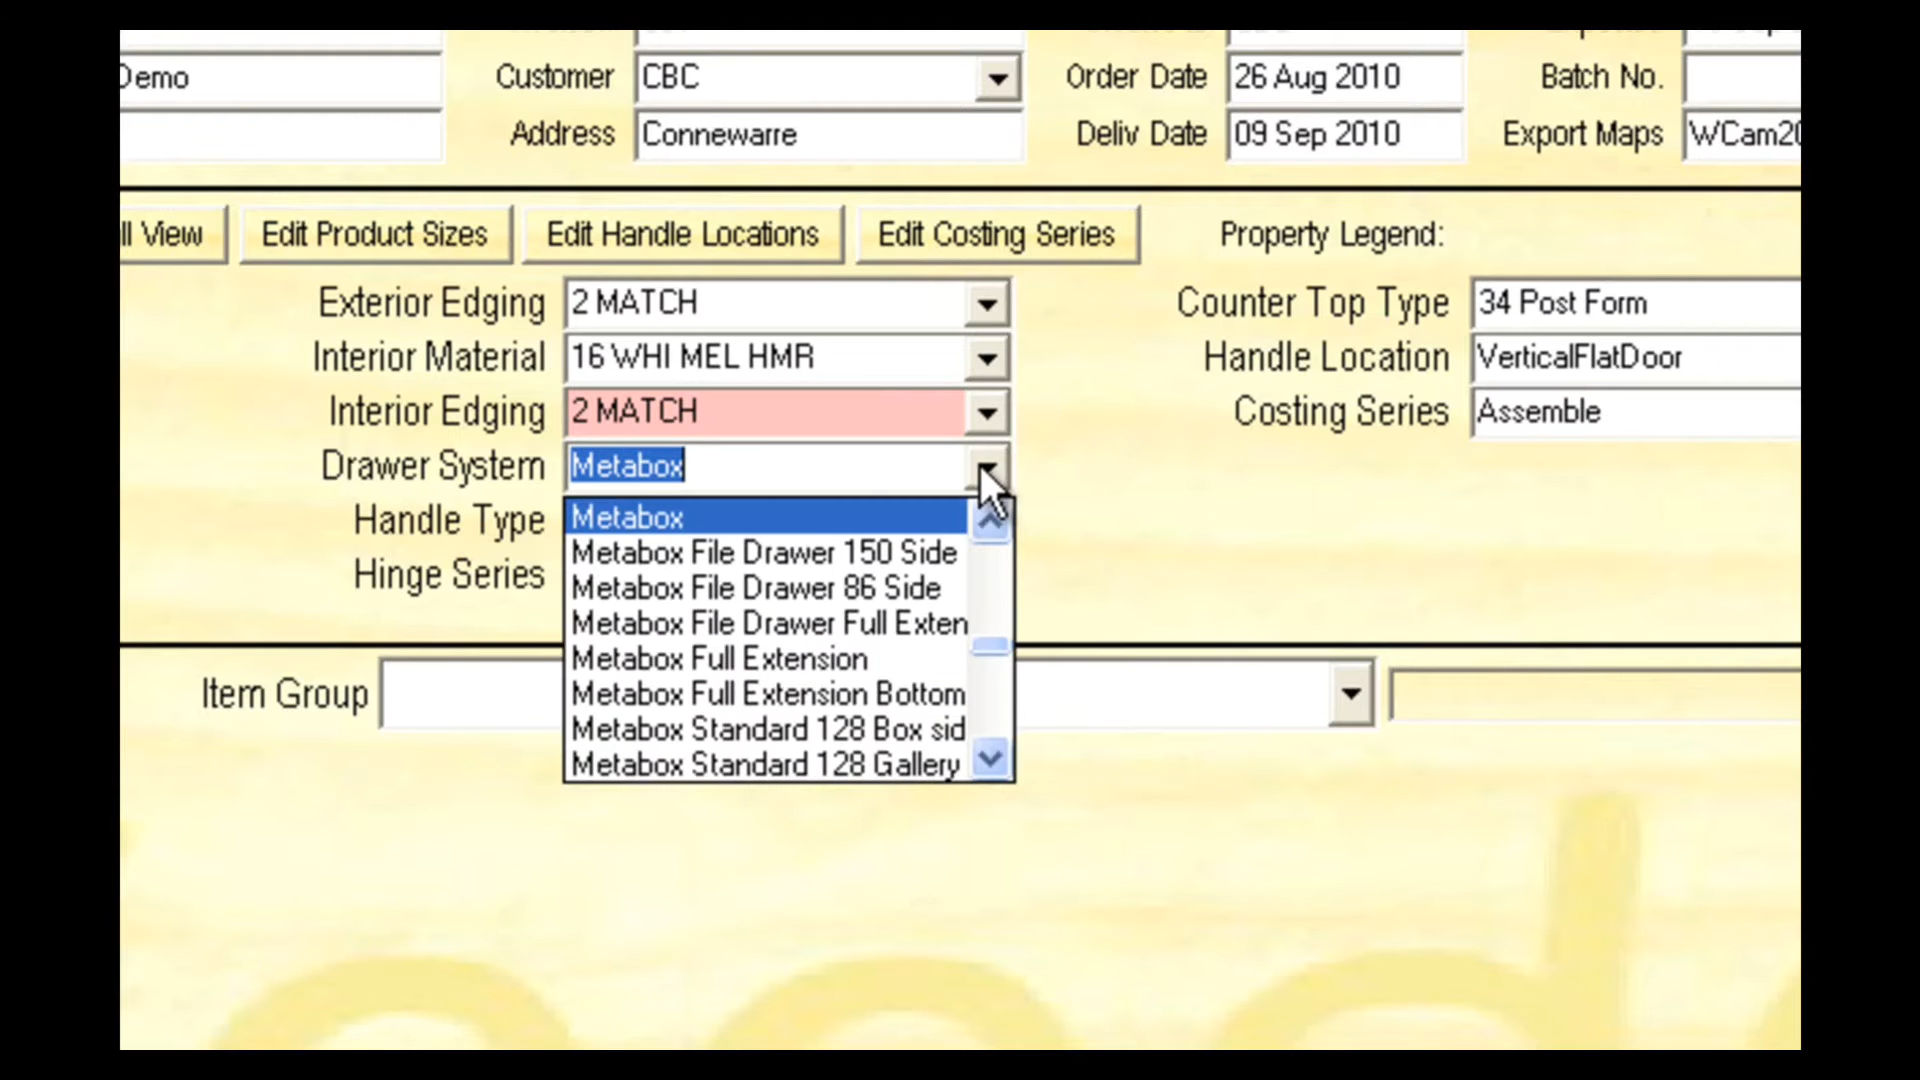 Demo Customer CBC Order Date 26 Aug 2010 Batch No.
Address Connewarre Deliv Date 09 Sep 2010 Export Maps WCam20
ll View Edit Product Sizes Edit Handle Locations Edit Costing Series Property Legend:
Exterior Edging 2 MATCH Counter Top Type 34 Post Form
Interior Material 16 WHI MEL HMR Handle Location VerticalFlatDoor
Interior Edging 2 MATCH Costing Series Assemble
Drawer System Metabox
Handle Type Metabox
Metabox File Drawer 150 Side
Hinge Series Metabox File Drawer 86 Side
Metabox File Drawer Full Exten
Metabox Full Extension
Item Group Metabox Full Extension Bottom
Metabox Standard 128 Box sid
Metabox Standard 128 Gallery